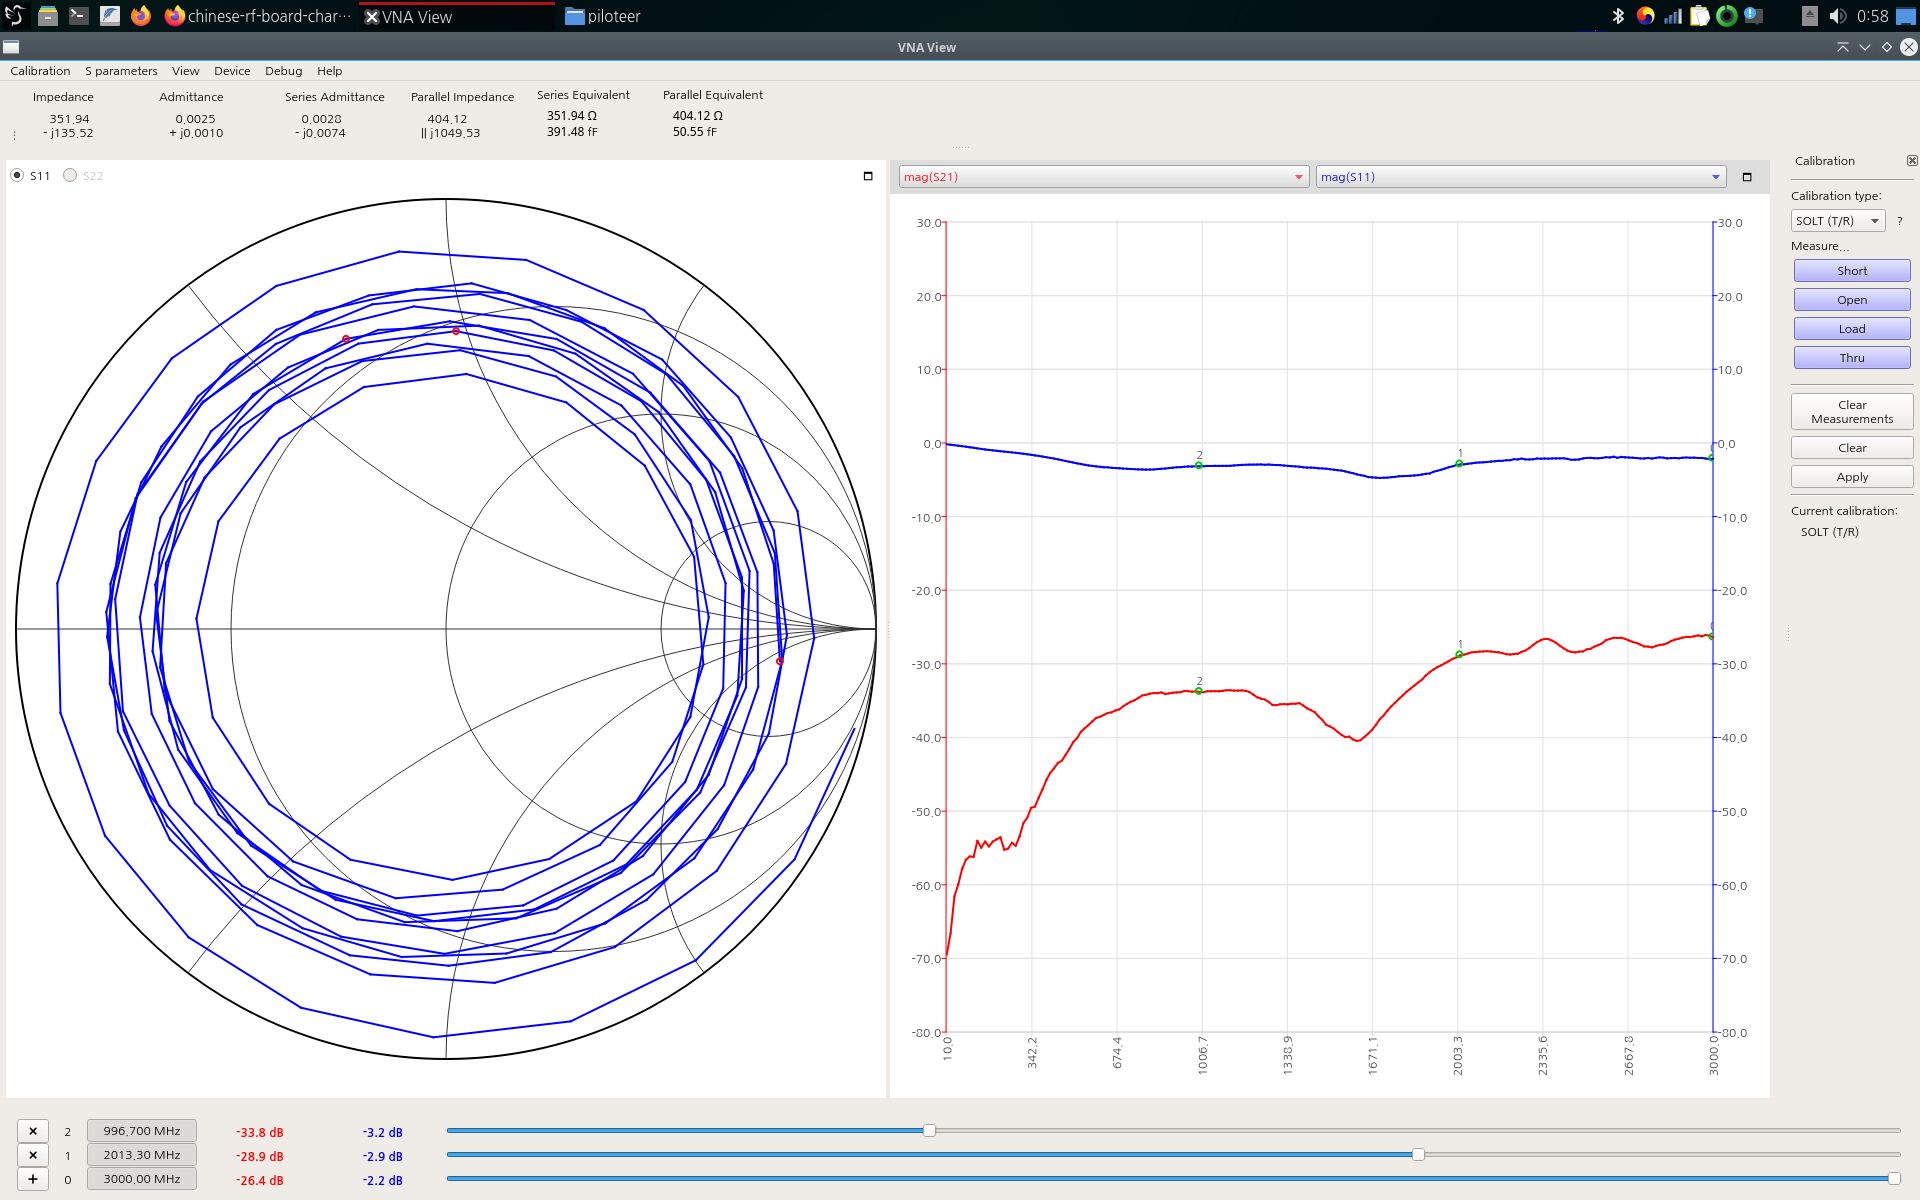 chinese-rf-board-char···
VNA View
piloteer
0:58
VNA View
Calibration S parameters View Device Debug Help
Impedance Admittance Series Admittance Parallel Impedance Series Equivalent Parallel Equivalent
351.94 0.0025 0.0028 404.12 351.94 Ω 404.12 Ω
- j135.52 + j0.0010 - j0.0074 || j1049.53 391.48 fF 50.55 fF
S11 S22
mag(S21) mag(S11)
30.0 30.0
20.0 20.0
10.0 10.0
0.0 0.0
-10.0 -10.0
-20.0 -20.0
-30.0 -30.0
-40.0 -40.0
-50.0 -50.0
-60.0 -60.0
-70.0 -70.0
-80.0 -80.0
2 1
2 1
10.0 342.2 674.4 1006.7 1338.9 1671.1 2003.3 2335.6 2667.8 3000.0
Calibration
Calibration type:
SOLT (T/R) ?
Measure...
Short
Open
Load
Thru
Clear
Measurements
Clear
Apply
Current calibration:
SOLT (T/R)
× 2 996.700 MHz -33.8 dB -3.2 dB
× 1 2013.30 MHz -28.9 dB -2.9 dB
+ 0 3000.00 MHz -26.4 dB -2.2 dB